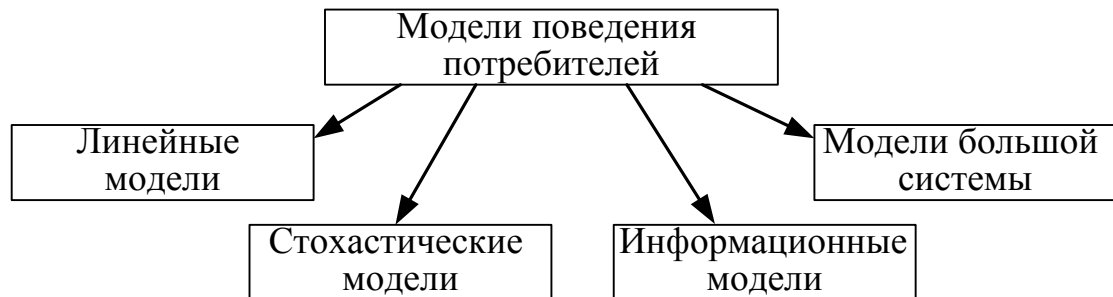 Модели поведения
потребителей
Линейные
модели
Модели большой
системы
Стохастические
модели
Информационные
модели